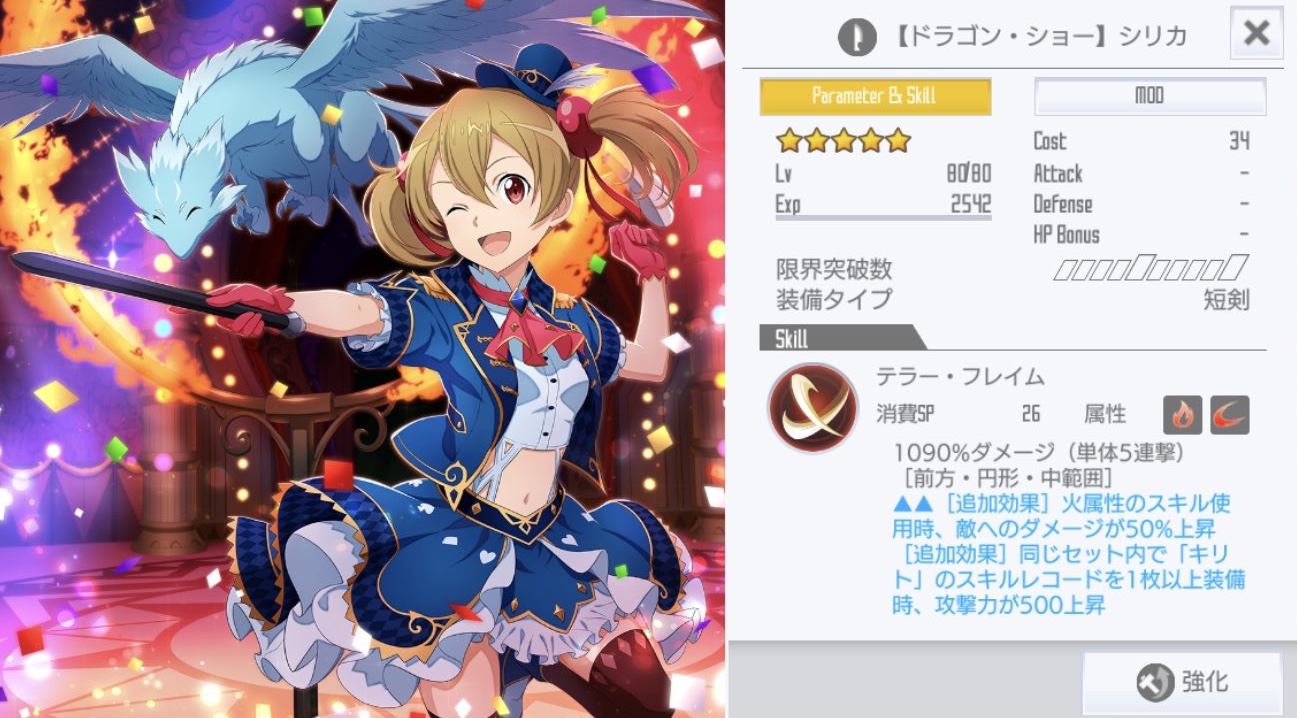 【ドラゴン・ショー】シリカ
Parameter & Skill
MOD
Lv 80/80
Exp 2542
Cost 34
Attack -
Defense -
HP Bonus -
限界突破数
装備タイプ 短剣
Skill
テラー・フレイム
消費SP 26 属性
1090%ダメージ（単体5連撃）
［前方・円形・中範囲］
▲▲［追加効果］火属性のスキル使
用時、敵へのダメージが50%上昇
［追加効果］同じセット内で「キリ
ト」のスキルレコードを1枚以上装備
時、攻撃力が500上昇
強化